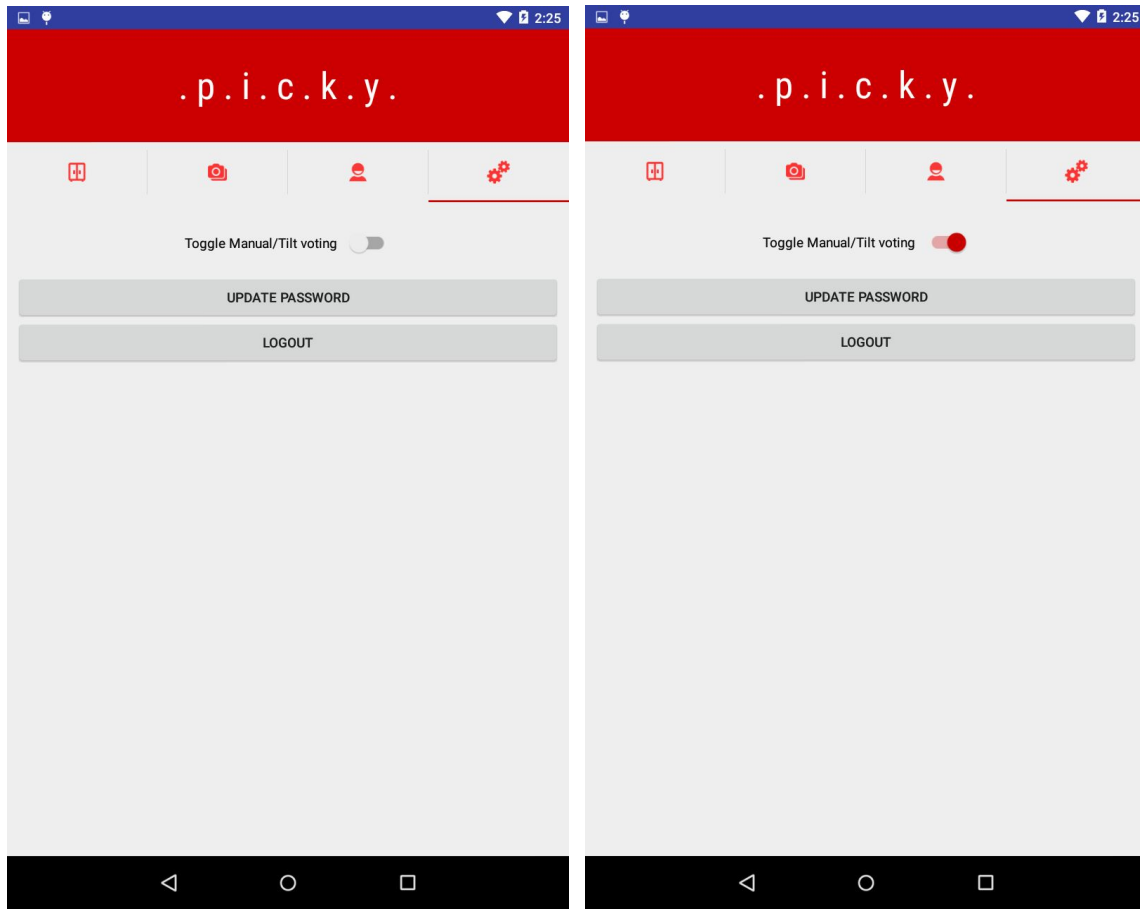 2:25
.p.i.c.k.y.
Toggle Manual/Tilt voting
UPDATE PASSWORD
LOGOUT
2:25
.p.i.c.k.y.
Toggle Manual/Tilt voting
UPDATE PASSWORD
LOGOUT